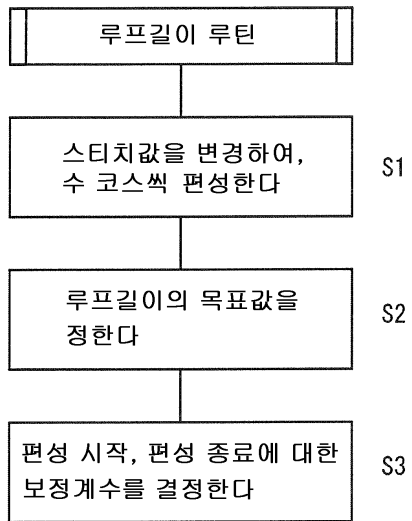 루프길이 루틴
스티치값을 변경하여,
수 코스씩 편성한다
S1
루프길이의 목표값을
정한다
S2
편성 시작, 편성 종료에 대한
보정계수를 결정한다
S3